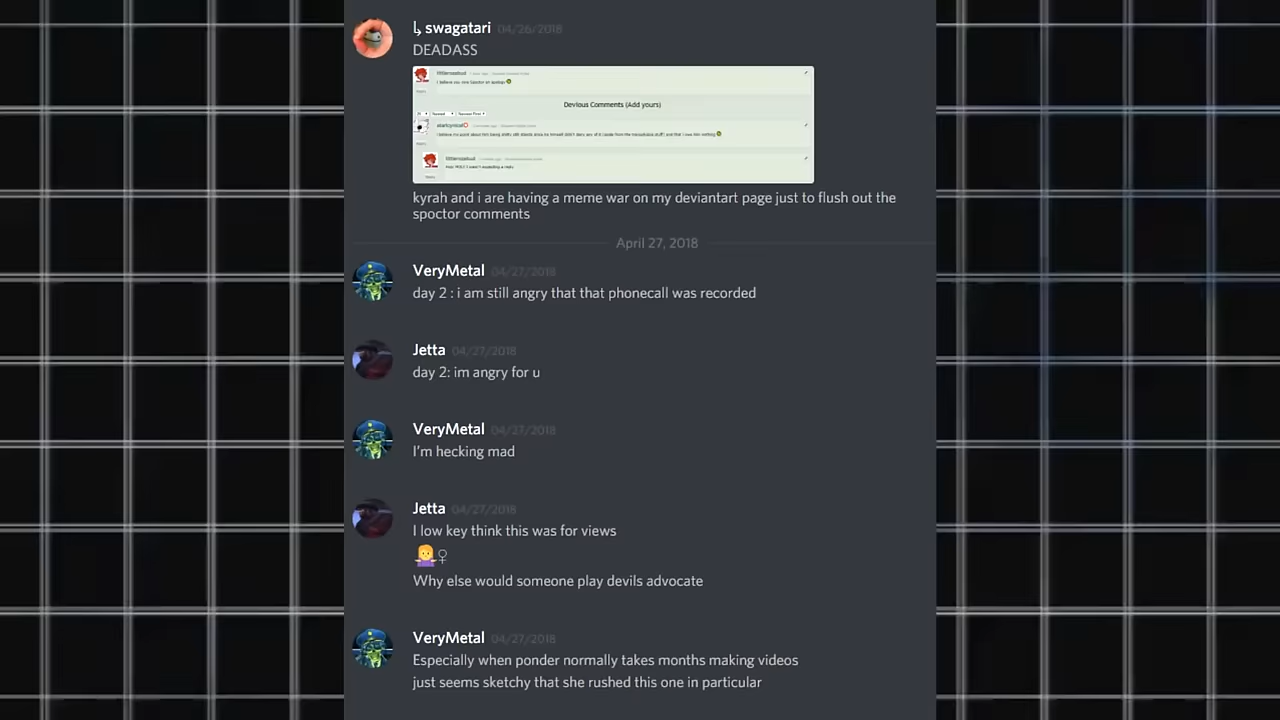 swagatari 04/26/2018
DEADASS
Devious Comments (Add yours)
kyrah and i are having a meme war on my deviantart page just to flush out the
spoctor comments
April 27, 2018
VeryMetal 04/27/2018
day 2 : i am still angry that that phonecall was recorded
Jetta 04/27/2018
day 2: im angry for u
VeryMetal 04/27/2018
I'm hecking mad
Jetta 04/27/2018
I low key think this was for views
Why else would someone play devils advocate
VeryMetal 04/27/2018
Especially when ponder normally takes months making videos
just seems sketchy that she rushed this one in particular